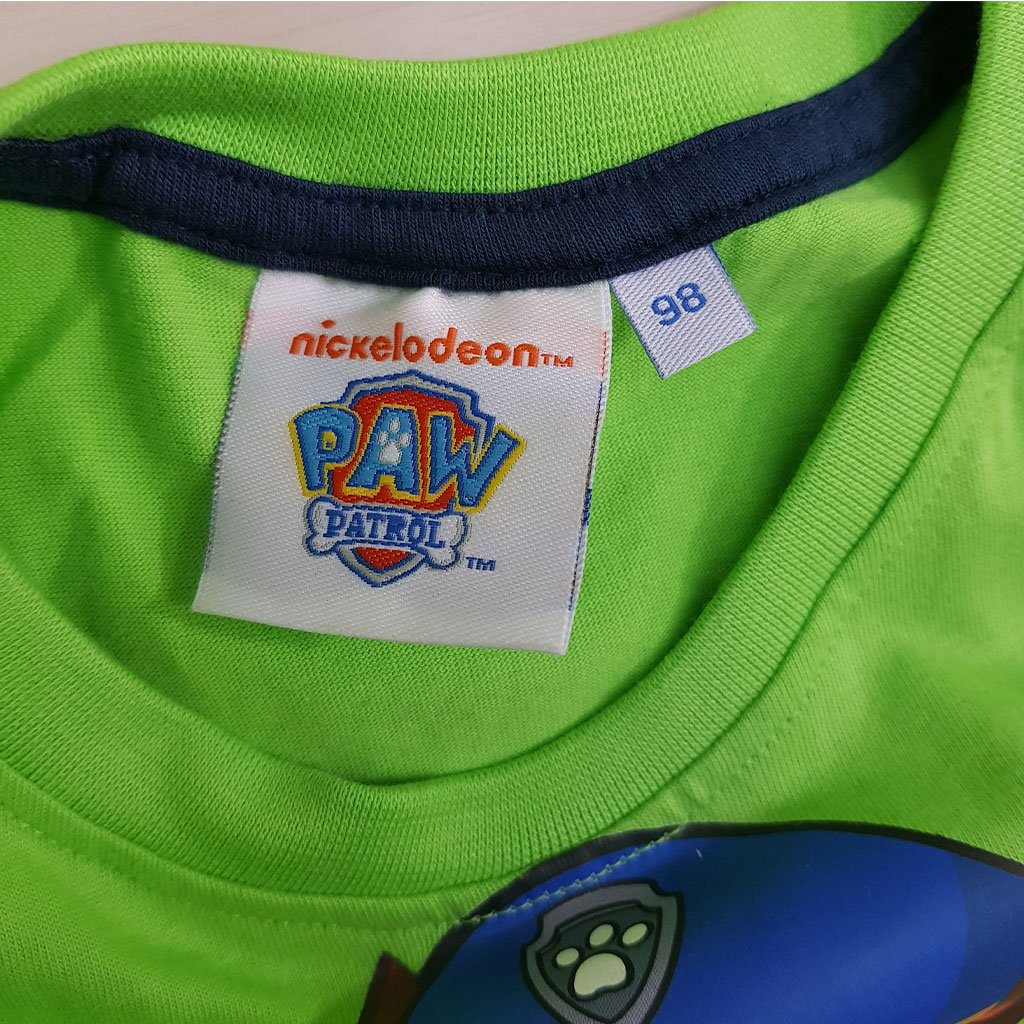 nickelodeon™
98
PAW
PATROL
™